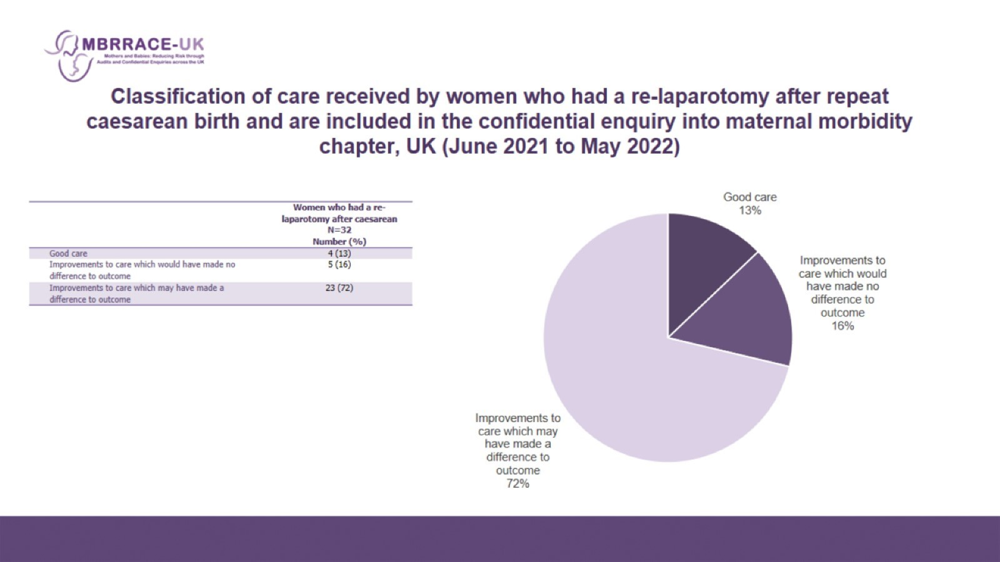 MBRRACE-UK
Mothers and Babies: Reducing Risk through
Audits and Confidential Enquiries across the UK
Classification of care received by women who had a re-laparotomy after repeat
caesarean birth and are included in the confidential enquiry into maternal morbidity
chapter, UK (June 2021 to May 2022)
Women who had a re-
laparotomy after caesarean
N=32
Number (%)
Good care 4 (13)
Improvements to care which would have made no 5 (16)
difference to outcome
Improvements to care which may have made a 23 (72)
difference to outcome
Good care
13%
Improvements to
care which would
have made no
difference to
outcome
16%
Improvements to
care which may
have made a
difference to
outcome
72%